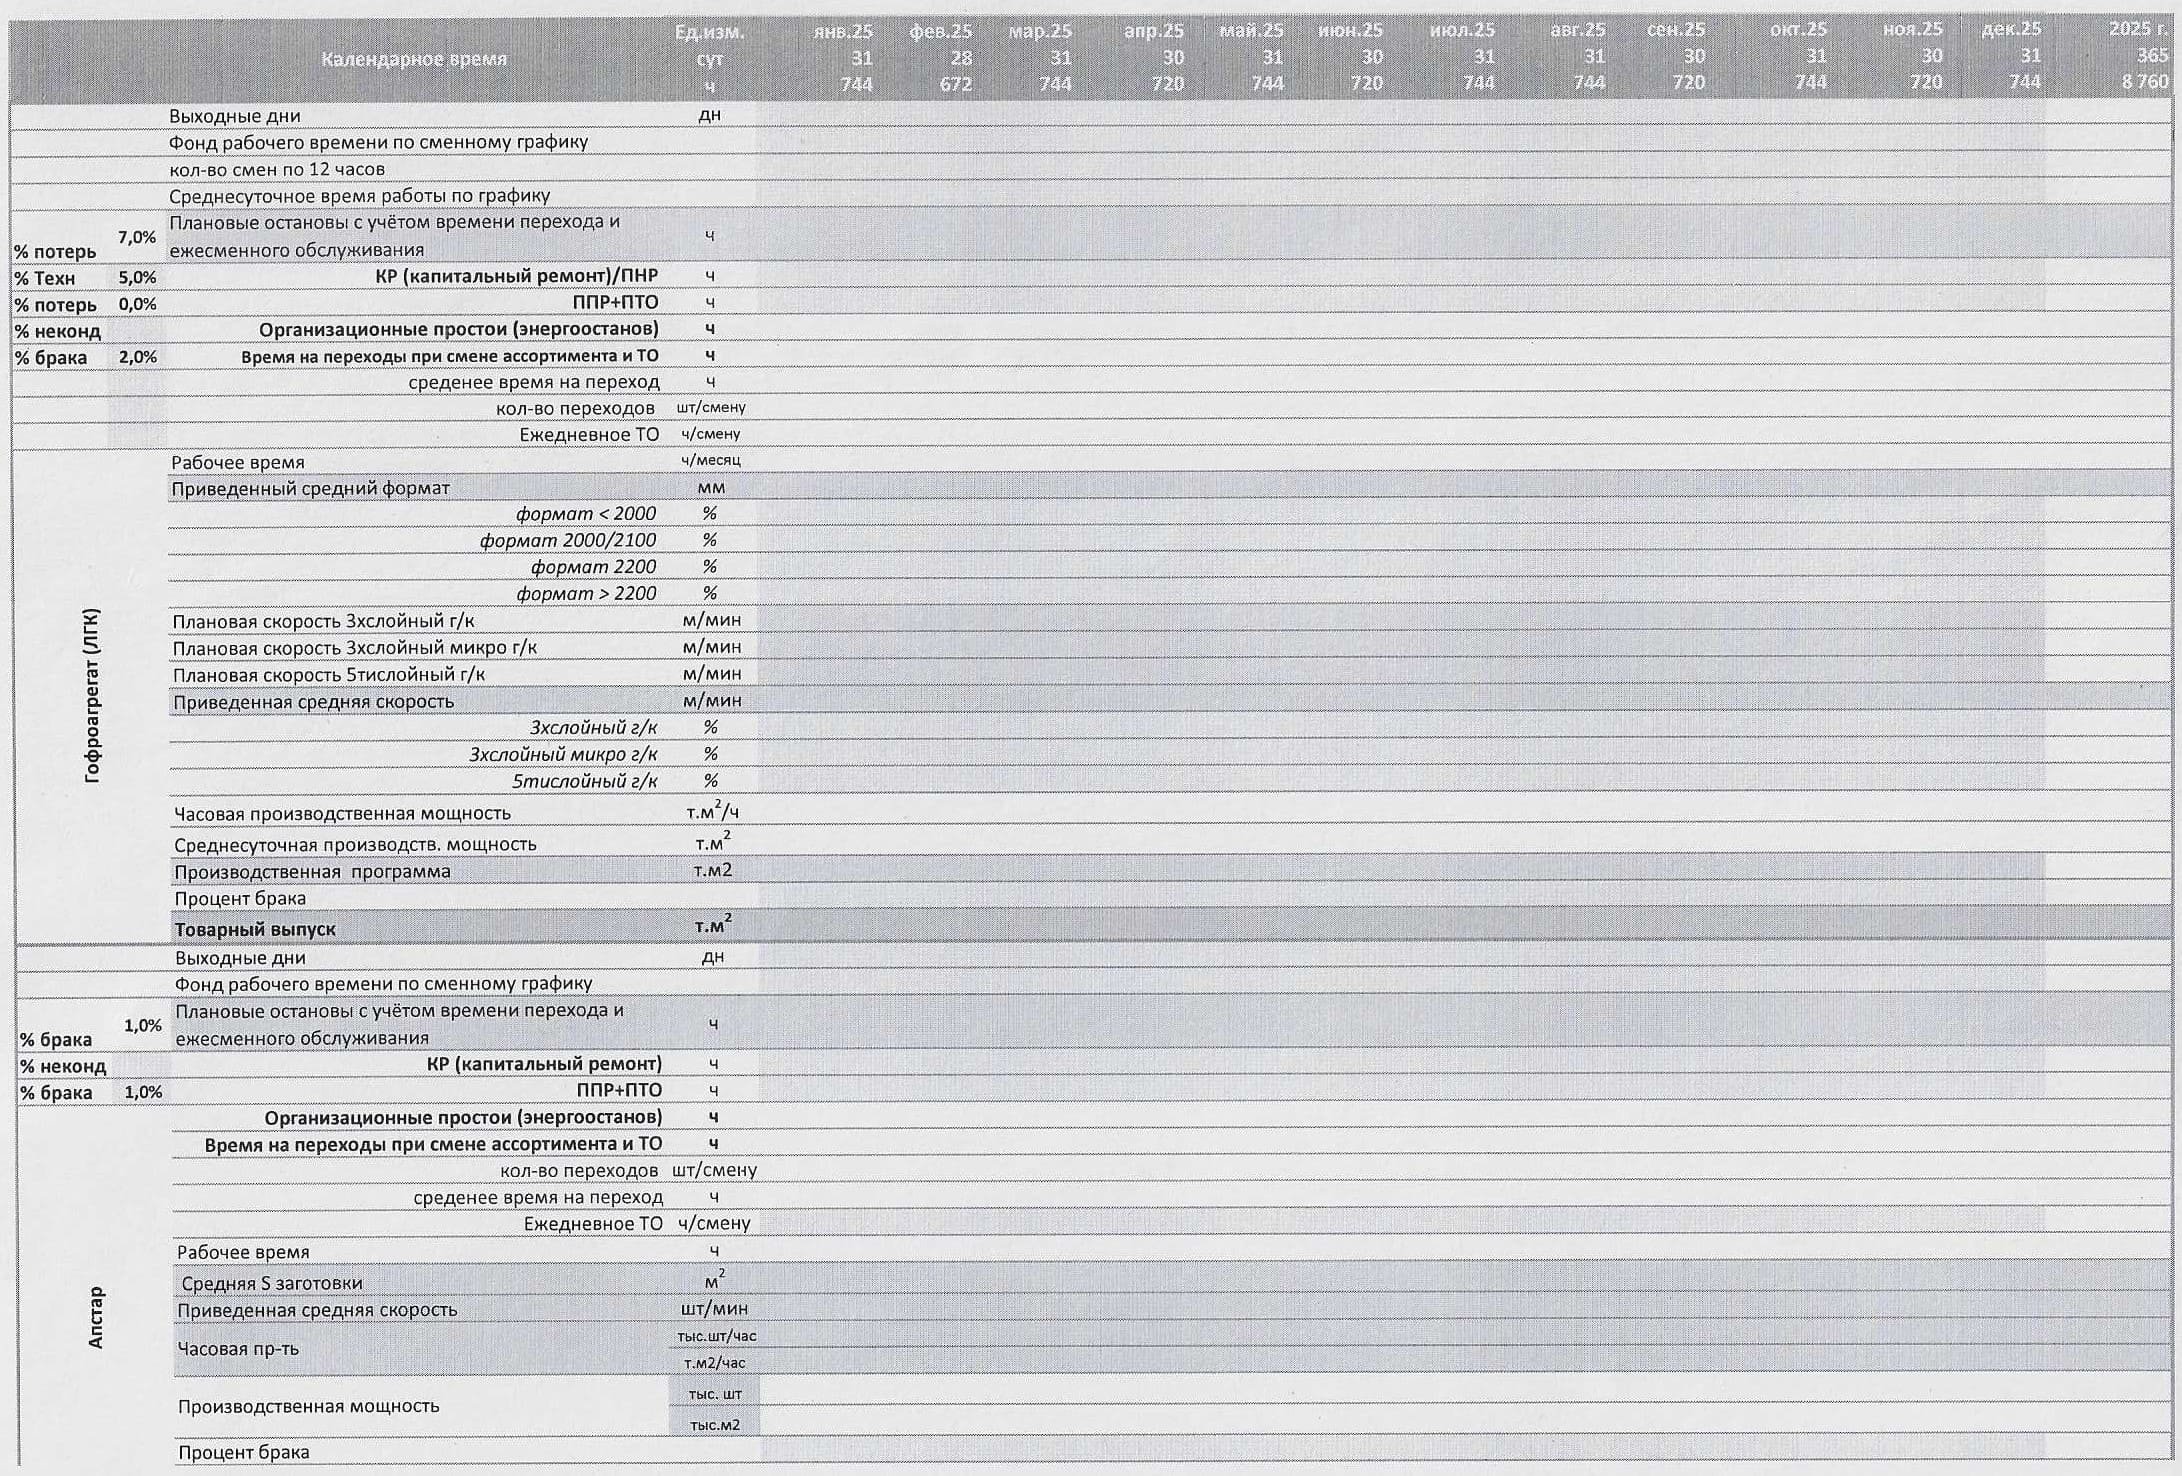 Календарное время Ед.изм. янв.25 фев.25 мар.25 апр.25 май.25 июн.25 июл.25 авг.25 сен.25 окт.25 ноя.25 дек.25 2025 г.
сут 31 28 31 30 31 30 31 31 30 31 30 31 365
ч 744 672 744 720 744 720 744 744 720 744 720 744 8 760
Выходные дни дн
Фонд рабочего времени по сменному графику
кол-во смен по 12 часов
Среднесуточное время работы по графику
% потерь 7,0% Плановые остановы с учётом времени перехода и
ежесменного обслуживания ч
% Техн 5,0% КР (капитальный ремонт)/ПНР ч
% потерь 0,0% ППР+ПТО ч
% неконд Организационные простои (энергоостанов) ч
% брака 2,0% Время на переходы при смене ассортимента и ТО ч
среденее время на переход ч
кол-во переходов шт/смену
Ежедневное ТО ч/смену
Гофроагрегат (ЛГК)
Рабочее время ч/месяц
Приведенный средний формат мм
формат < 2000 %
формат 2000/2100 %
формат 2200 %
формат > 2200 %
Плановая скорость 3хслойный г/к м/мин
Плановая скорость 3хслойный микро г/к м/мин
Плановая скорость 5тислойный г/к м/мин
Приведенная средняя скорость м/мин
3хслойный г/к %
3хслойный микро г/к %
5тислойный г/к %
Часовая производственная мощность т.м²/ч
Среднесуточная производств. мощность т.м²
Производственная программа т.м2
Процент брака
Товарный выпуск т.м²
Выходные дни дн
Фонд рабочего времени по сменному графику
% брака 1,0% Плановые остановы с учётом времени перехода и
ежесменного обслуживания ч
% неконд КР (капитальный ремонт) ч
% брака 1,0% ППР+ПТО ч
Организационные простои (энергоостанов) ч
Время на переходы при смене ассортимента и ТО ч
кол-во переходов шт/смену
среденее время на переход ч
Ежедневное ТО ч/смену
Апстар
Рабочее время ч
Средняя S заготовки м²
Приведенная средняя скорость шт/мин
Часовая пр-ть тыс.шт/час
т.м2/час
Производственная мощность тыс. шт
тыс.м2
Процент брака